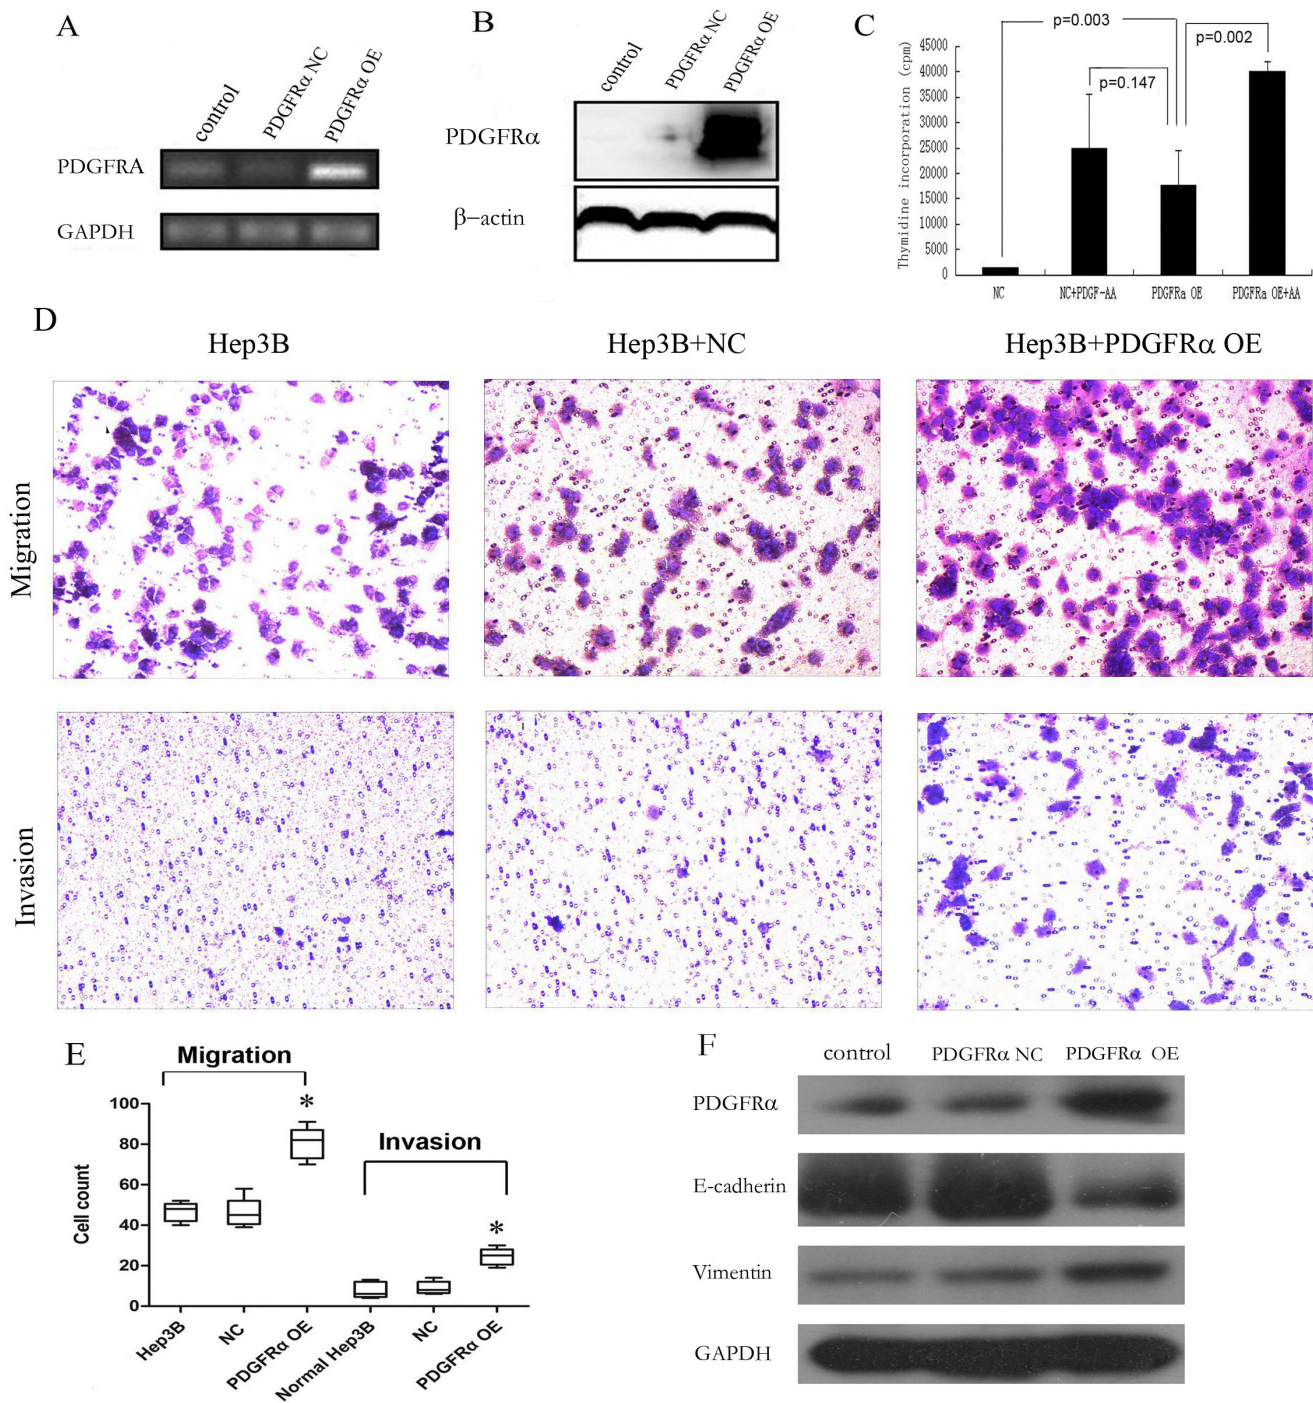 A
control
PDGFRα NC
PDGFRα OE
PDGFRA
GAPDH
B
control
PDGFRα NC
PDGFRα OE
PDGFRα
β−actin
C
p=0.003
p=0.002
p=0.147
Thymidine incorporation (cpm)
45000
40000
35000
30000
25000
20000
15000
10000
5000
0
NC
NC+PDGF-AA
PDGFRa OE
PDGFRa OE+AA
D
Hep3B
Hep3B+NC
Hep3B+PDGFRα OE
Migration
Invasion
E
Migration
*
Invasion
*
Cell count
100
80
60
40
20
0
Hep3B
NC
PDGFRα OE
Normal Hep3B
NC
PDGFRα OE
F
control
PDGFRα NC
PDGFRα OE
PDGFRα
E-cadherin
Vimentin
GAPDH